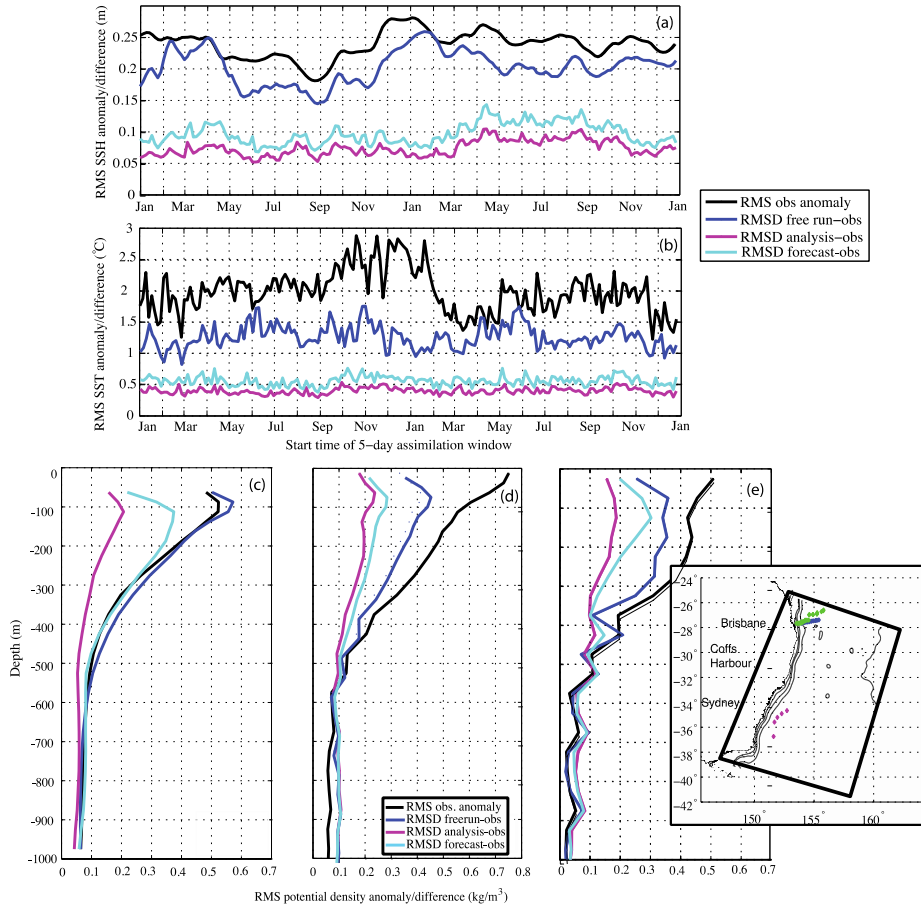 (a)
RMS SSH anomaly/difference (m)
0.25
0.2
0.15
0.1
0.05
0
Jan Mar May Jul Sep Nov Jan Mar May Jul Sep Nov Jan
RMS obs anomaly
RMSD free run-obs
RMSD analysis-obs
RMSD forecast-obs
(b)
RMS SST anomaly/difference (°C)
3
2.5
2
1.5
1
0.5
0
Jan Mar May Jul Sep Nov Jan Mar May Jul Sep Nov Jan
Start time of 5-day assimilation window
(c)
Depth (m)
0
-100
-200
-300
-400
-500
-600
-700
-800
-900
-1000
0 0.1 0.2 0.3 0.4 0.5 0.6 0.7
(d)
RMS obs. anomaly
RMSD freerun-obs
RMSD analysis-obs
RMSD forecast-obs
0 0.1 0.2 0.3 0.4 0.5 0.6 0.7 0.8
(e)
0 0.1 0.2 0.3 0.4 0.5 0.6 0.7
RMS potential density anomaly/difference (kg/m³)
−24°
−26°
Brisbane
−28°
Coffs
Harbour
−30°
−32°
Sydney
−34°
−36°
−38°
−40°
−42°
150° 155° 160°